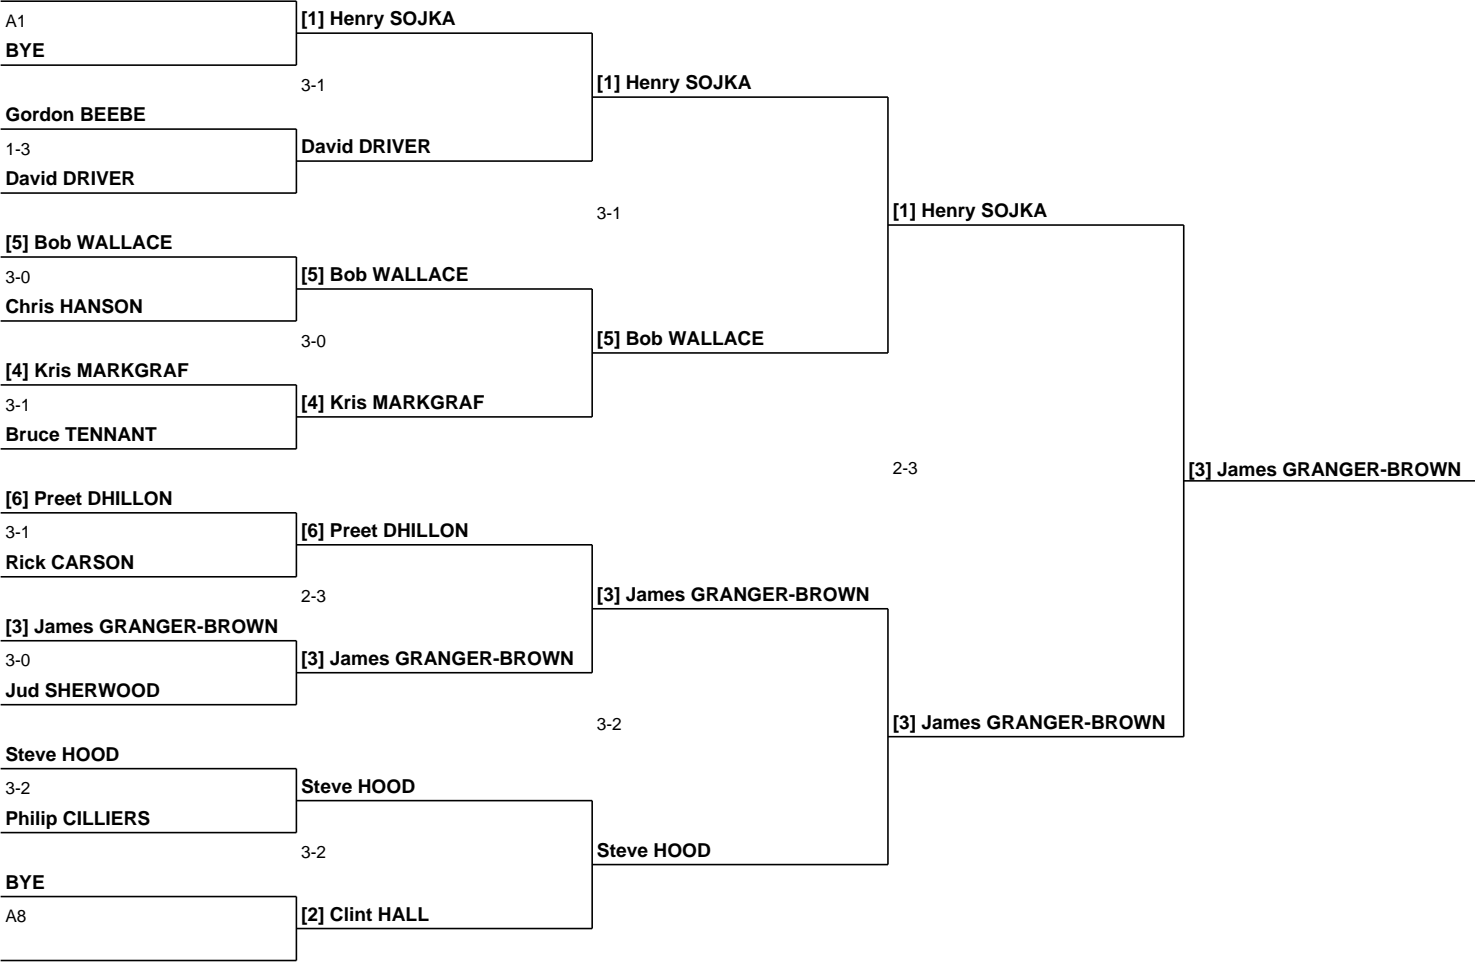 A1
BYE
Gordon BEEBE
1-3
David DRIVER
[5] Bob WALLACE
3-0
Chris HANSON
[4] Kris MARKGRAF
3-1
Bruce TENNANT
[6] Preet DHILLON
3-1
Rick CARSON
[3] James GRANGER-BROWN
3-0
Jud SHERWOOD
Steve HOOD
3-2
Philip CILLIERS
BYE
A8
[1] Henry SOJKA
3-1
David DRIVER
[5] Bob WALLACE
3-0
[4] Kris MARKGRAF
[6] Preet DHILLON
2-3
[3] James GRANGER-BROWN
Steve HOOD
3-2
[2] Clint HALL
[1] Henry SOJKA
3-1
[5] Bob WALLACE
[3] James GRANGER-BROWN
3-2
Steve HOOD
[1] Henry SOJKA
2-3
[3] James GRANGER-BROWN
[3] James GRANGER-BROWN